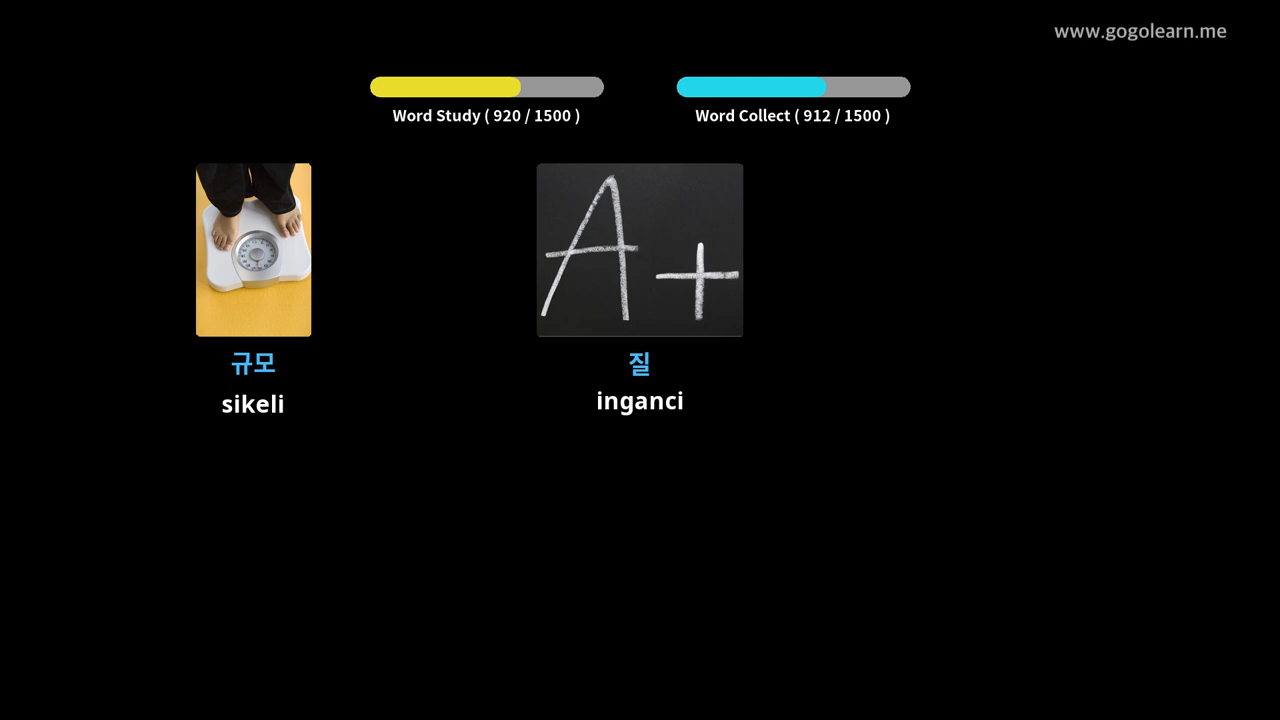 www.gogolearn.me
Word Study ( 920 / 1500 )
Word Collect ( 912 / 1500 )
A+
규모
질
sikeli
inganci